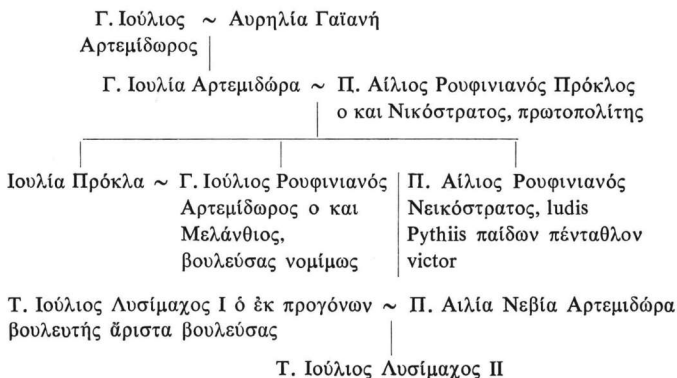 Γ. Ιούλιος ~ Αυρηλία Γαϊανή
Αρτεμίδωρος
Γ. Ιουλία Αρτεμιδώρα ~ Π. Αίλιος Ρουφινιανός Πρόκλος
ο και Νικόστρατος, πρωτοπολίτης
Ιουλία Πρόκλα ~ Γ. Ιούλιος Ρουφινιανός Π. Αίλιος Ρουφινιανός
Αρτεμίδωρος ο και Νεικόστρατος, ludis
Μελάνθιος, Pythiis παίδων πένταθλον
βουλεύσας νομίμως victor
Τ. Ιούλιος Λυσίμαχος Ι ὁ ἐκ προγόνων ~ Π. Αιλία Νεβία Αρτεμιδώρα
βουλευτής ἄριστα βουλεύσας
Τ. Ιούλιος Λυσίμαχος ΙΙ